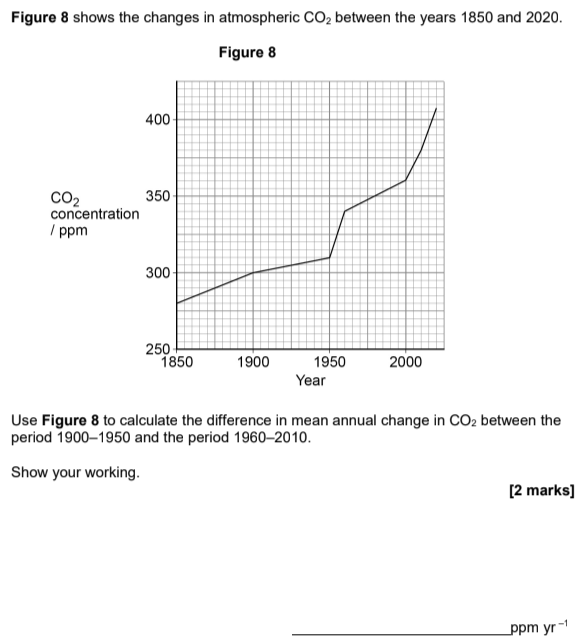 Figure 8 shows the changes in atmospheric CO₂ between the years 1850 and 2020.
Figure 8
400
350
300
250
CO₂
concentration
/ ppm
1850 1900 1950 2000
Year
Use Figure 8 to calculate the difference in mean annual change in CO₂ between the
period 1900–1950 and the period 1960–2010.
Show your working.
[2 marks]
ppm yr⁻¹